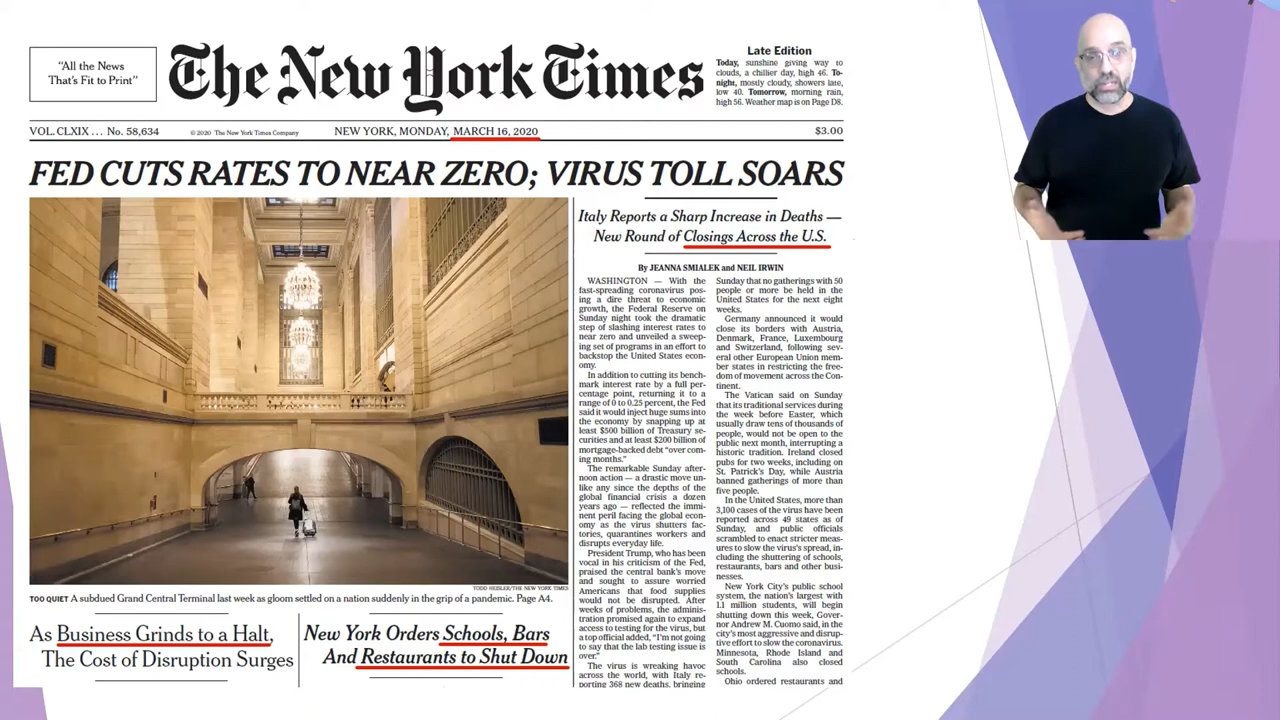 “All the News
That’s Fit to Print”
The New York Times
Late Edition
Today, sunshine giving way to
clouds, a chillier day, high 46. To-
night, mostly cloudy, showers late,
low 40. Tomorrow, morning rain,
high 56. Weather map is on Page D8.
VOL. CLXIX . . . No. 58,634
© 2020 The New York Times Company
NEW YORK, MONDAY, MARCH 16, 2020
$3.00
FED CUTS RATES TO NEAR ZERO; VIRUS TOLL SOARS
Italy Reports a Sharp Increase in Deaths —
New Round of Closings Across the U.S.
By JEANNA SMIALEK and NEIL IRWIN
WASHINGTON — With the
fast-spreading coronavirus pos-
ing a dire threat to economic
growth, the Federal Reserve on
Sunday night took the dramatic
step of slashing interest rates to
near zero and unveiled a sweep-
ing set of programs in an effort to
backstop the United States econ-
omy.
In addition to cutting its bench-
mark interest rate by a full per-
centage point, returning it to a
range of 0 to 0.25 percent, the Fed
said it would inject huge sums into
the economy by snapping up at
least $500 billion of Treasury se-
curities and at least $200 billion of
mortgage-backed debt “over com-
ing months.”
The remarkable Sunday after-
noon action — a drastic move un-
like any since the depths of the
global financial crisis a dozen
years ago — reflected the immi-
nent peril facing the global econ-
omy as the virus shutters fac-
tories, quarantines workers and
disrupts everyday life.
President Trump, who has been
vocal in his criticism of the Fed,
praised the central bank’s move
and sought to assure worried
Americans that food supplies
would not be disrupted. After
weeks of problems, the adminis-
tration promised again to expand
access to testing for the virus, but
a top official added, “I’m not going
to say that the lab testing issue is
over.”
The virus is wreaking havoc
across the world, with Italy re-
porting 368 new deaths, bringing
Sunday that no gatherings with 50
people or more be held in the
United States for the next eight
weeks.
Germany announced it would
close its borders with Austria,
Denmark, France, Luxembourg
and Switzerland, following sev-
eral other European Union mem-
ber states in restricting the free-
dom of movement across the Con-
tinent.
The Vatican said on Sunday
that its traditional services during
the week before Easter, which
usually draw tens of thousands of
people, would not be open to the
public next month, interrupting a
historic tradition. Ireland closed
pubs for two weeks, including on
St. Patrick’s Day, while Austria
banned gatherings of more than
five people.
In the United States, more than
3,100 cases of the virus have been
reported across 49 states as of
Sunday, and public officials
scrambled to enact stricter meas-
ures to slow the virus’s spread, in-
cluding the shuttering of schools,
restaurants, bars and other busi-
nesses.
New York City’s public school
system, the nation’s largest with
1.1 million students, will begin
shutting down this week, Gover-
nor Andrew M. Cuomo said, in the
city’s most aggressive and disrup-
tive effort to slow the coronavirus.
Minnesota, Rhode Island and
South Carolina also closed
schools.
Ohio ordered restaurants and
TODD HEISLER/THE NEW YORK TIMES
TOO QUIET A subdued Grand Central Terminal last week as gloom settled on a nation suddenly in the grip of a pandemic. Page A4.
As Business Grinds to a Halt,
The Cost of Disruption Surges
New York Orders Schools, Bars
And Restaurants to Shut Down